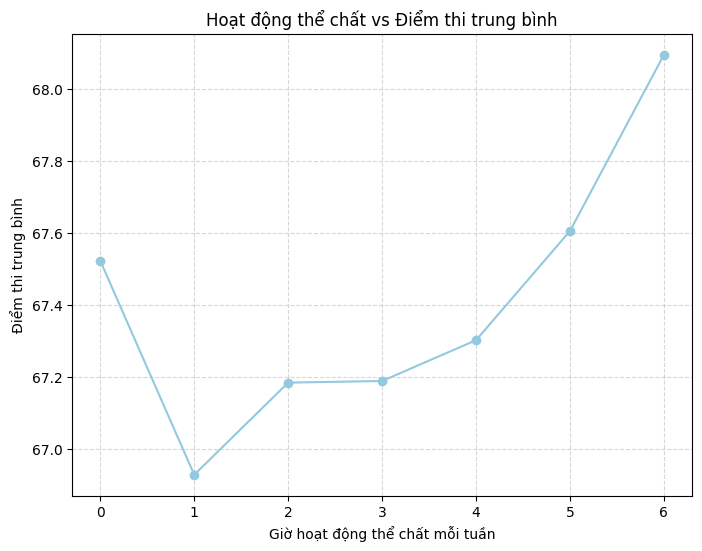 Hoạt động thể chất vs Điểm thi trung bình
Điểm thi trung bình
68.0
67.8
67.6
67.4
67.2
67.0
0 1 2 3 4 5 6
Giờ hoạt động thể chất mỗi tuần